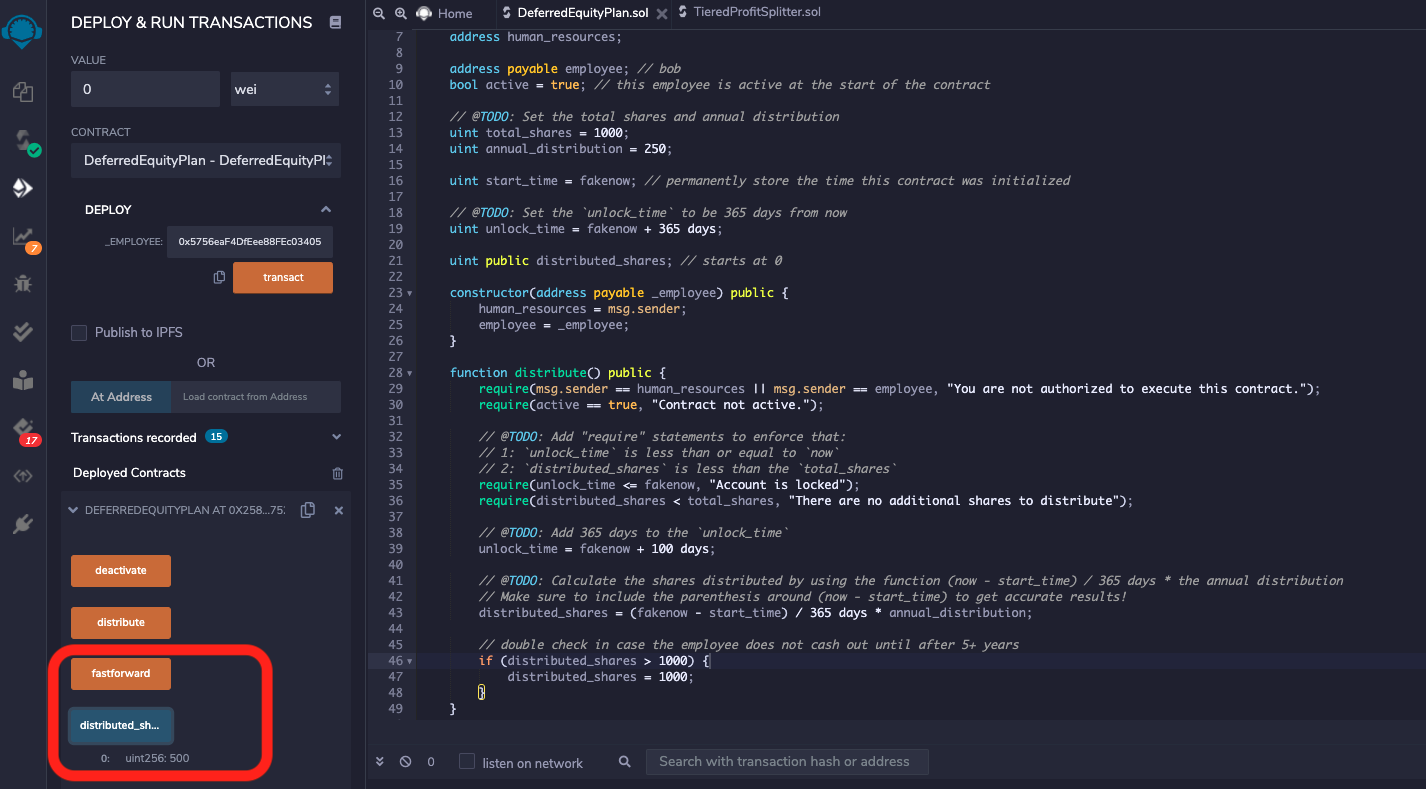 DEPLOY & RUN TRANSACTIONS
VALUE
0
wei
CONTRACT
DeferredEquityPlan - DeferredEquityPl
DEPLOY
_EMPLOYEE:
0x5756eaF4DfEee88FEc03405
transact
Publish to IPFS
OR
At Address
Load contract from Address
Transactions recorded 15
Deployed Contracts
DEFERREDEQUITYPLAN AT 0X258...753
deactivate
distribute
fastforward
distributed_sh...
0: uint256: 500
7
17
Home
DeferredEquityPlan.sol
TieredProfitSplitter.sol
7 address human_resources;
8
9 address payable employee; // bob
10 bool active = true; // this employee is active at the start of the contract
11
12 // @TODO: Set the total shares and annual distribution
13 uint total_shares = 1000;
14 uint annual_distribution = 250;
15
16 uint start_time = fakenow; // permanently store the time this contract was initialized
17
18 // @TODO: Set the `unlock_time` to be 365 days from now
19 uint unlock_time = fakenow + 365 days;
20
21 uint public distributed_shares; // starts at 0
22
23 constructor(address payable _employee) public {
24 human_resources = msg.sender;
25 employee = _employee;
26 }
27
28 function distribute() public {
29 require(msg.sender == human_resources || msg.sender == employee, "You are not authorized to execute this contract.");
30 require(active == true, "Contract not active.");
31
32 // @TODO: Add "require" statements to enforce that:
33 // 1: `unlock_time` is less than or equal to `now`
34 // 2: `distributed_shares` is less than the `total_shares`
35 require(unlock_time <= fakenow, "Account is locked");
36 require(distributed_shares < total_shares, "There are no additional shares to distribute");
37
38 // @TODO: Add 365 days to the `unlock_time`
39 unlock_time = fakenow + 100 days;
40
41 // @TODO: Calculate the shares distributed by using the function (now - start_time) / 365 days * the annual distribution
42 // Make sure to include the parenthesis around (now - start_time) to get accurate results!
43 distributed_shares = (fakenow - start_time) / 365 days * annual_distribution;
44
45 // double check in case the employee does not cash out until after 5+ years
46 if (distributed_shares > 1000) {
47 distributed_shares = 1000;
48 }
49 }
0
listen on network
Search with transaction hash or address